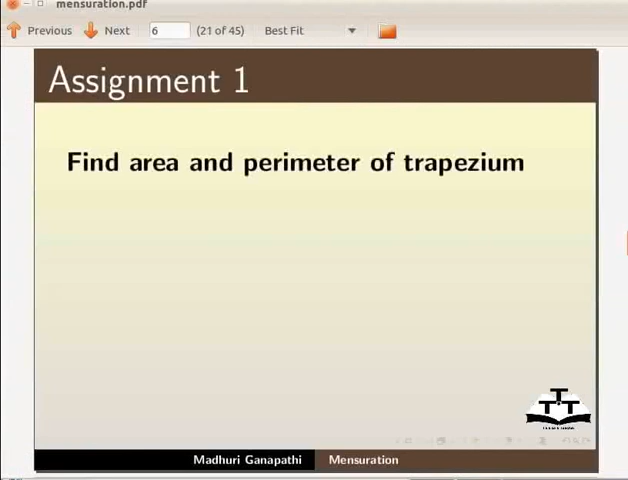 mensuration.pdf
Previous Next 6 (21 of 45) Best Fit
Assignment 1
Find area and perimeter of trapezium
TTT
Madhuri Ganapathi Mensuration